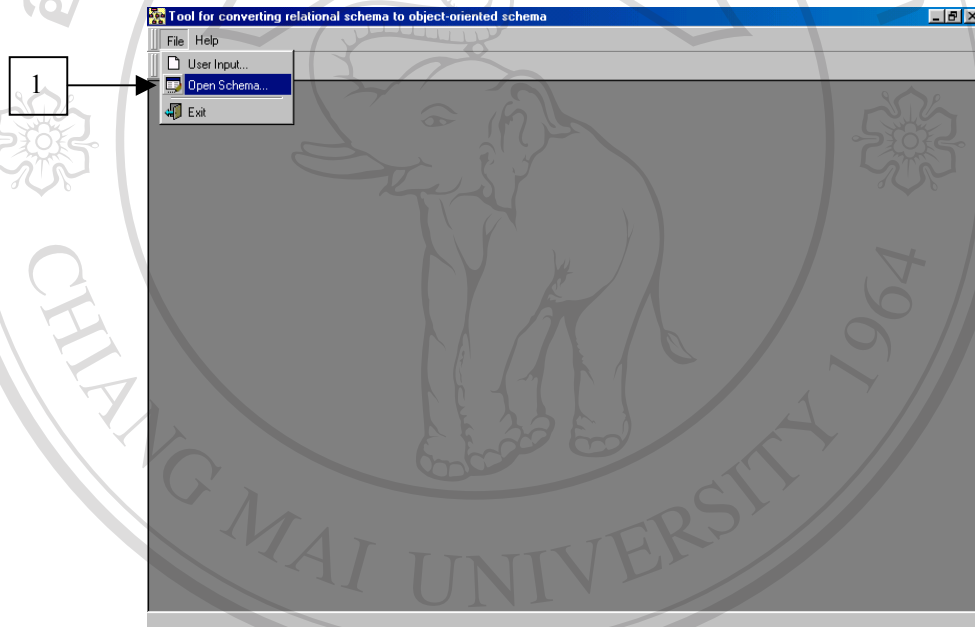 Tool for converting relational schema to object-oriented schema
File Help
User Input...
1
Open Schema...
Exit
CHIANG MAI UNIVERSITY 1964